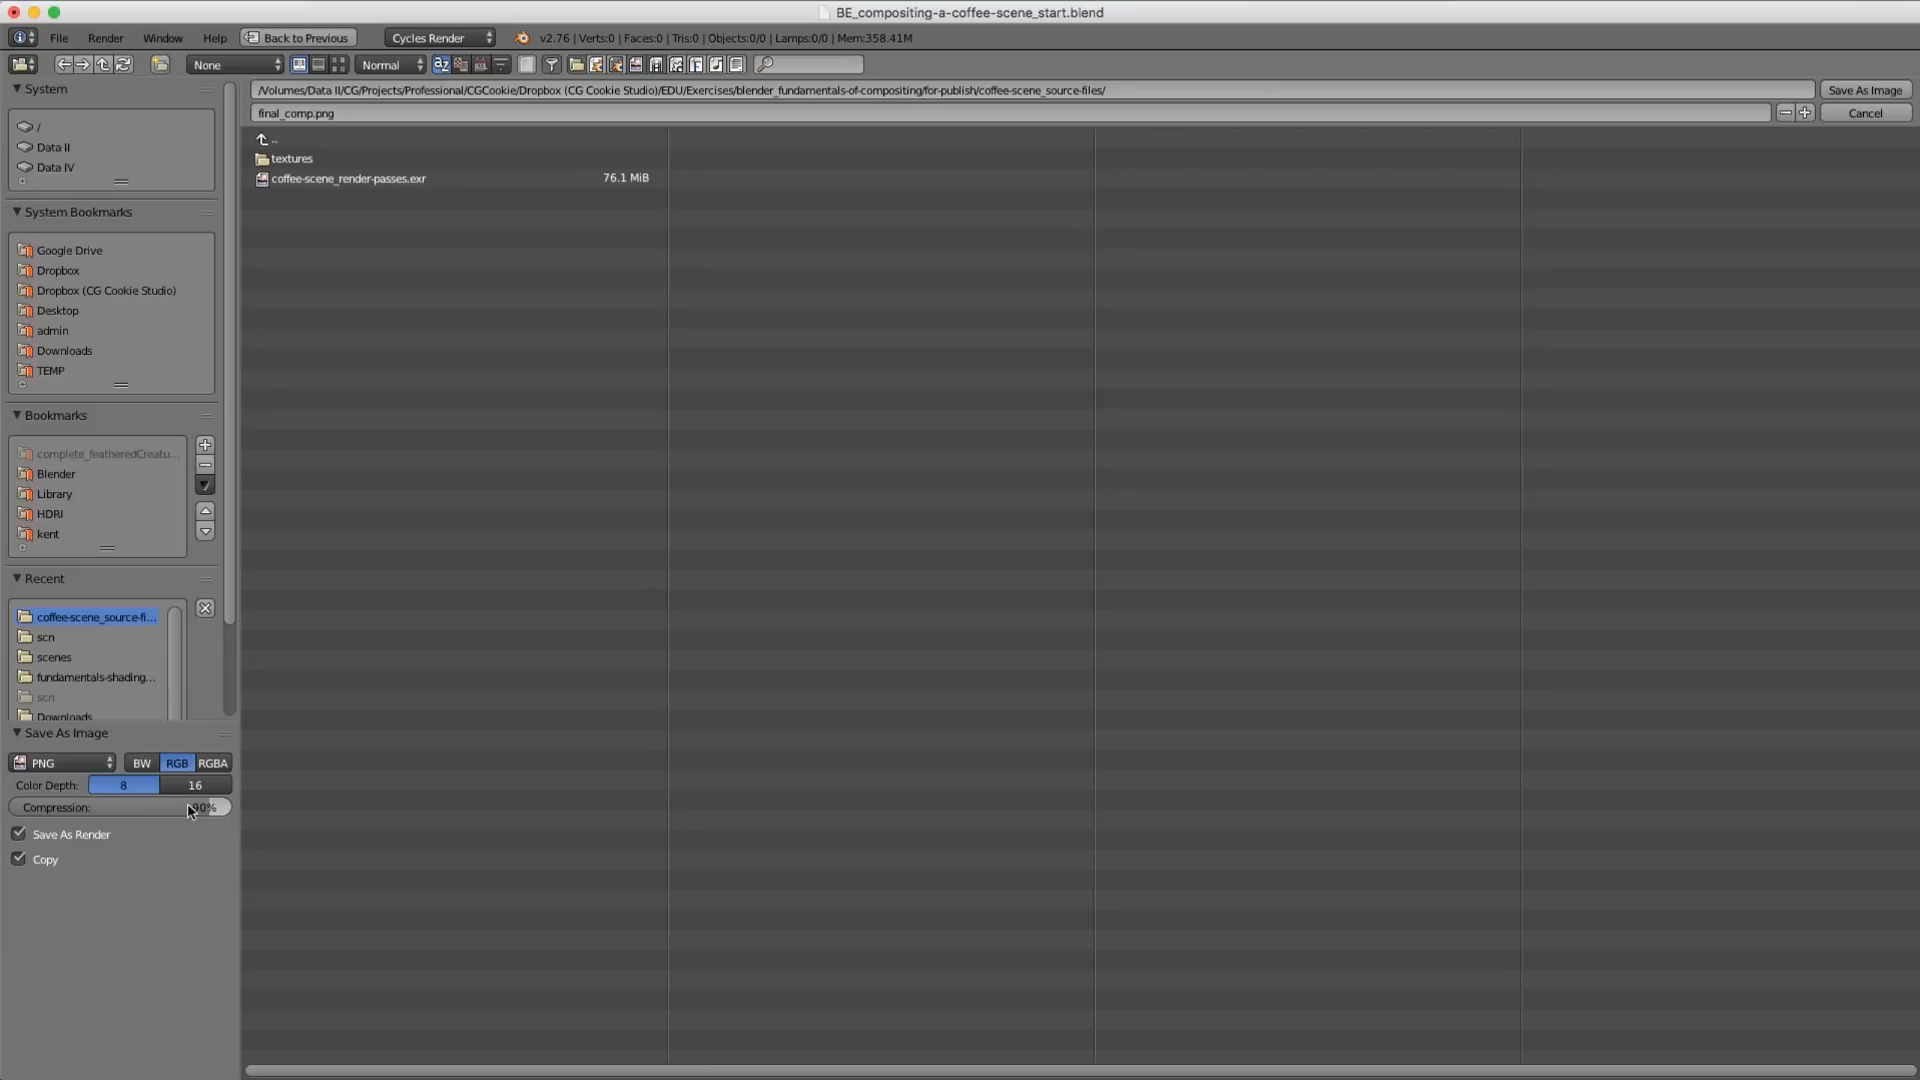 BE_compositing-a-coffee-scene_start.blend
File Render Window Help Back to Previous Cycles Render v2.76 | Verts:0 | Faces:0 | Tris:0 | Objects:0/0 | Lamps:0/0 | Mem:358.41M
None Normal
System
/
Data II
Data IV
System Bookmarks
Google Drive
Dropbox
Dropbox (CG Cookie Studio)
Desktop
admin
Downloads
TEMP
Bookmarks
complete_featheredCreatu...
Blender
Library
HDRI
kent
Recent
coffee-scene_source-fi...
scn
scenes
fundamentals-shading...
scn
Downloads
Save As Image
PNG BW RGB RGBA
Color Depth: 8 16
Compression: 90%
Save As Render
Copy
/Volumes/Data II/CG/Projects/Professional/CGCookie/Dropbox (CG Cookie Studio)/EDU/Exercises/blender_fundamentals-of-compositing/for-publish/coffee-scene_source-files/ Save As Image
final_comp.png Cancel
..
textures
coffee-scene_render-passes.exr 76.1 MiB